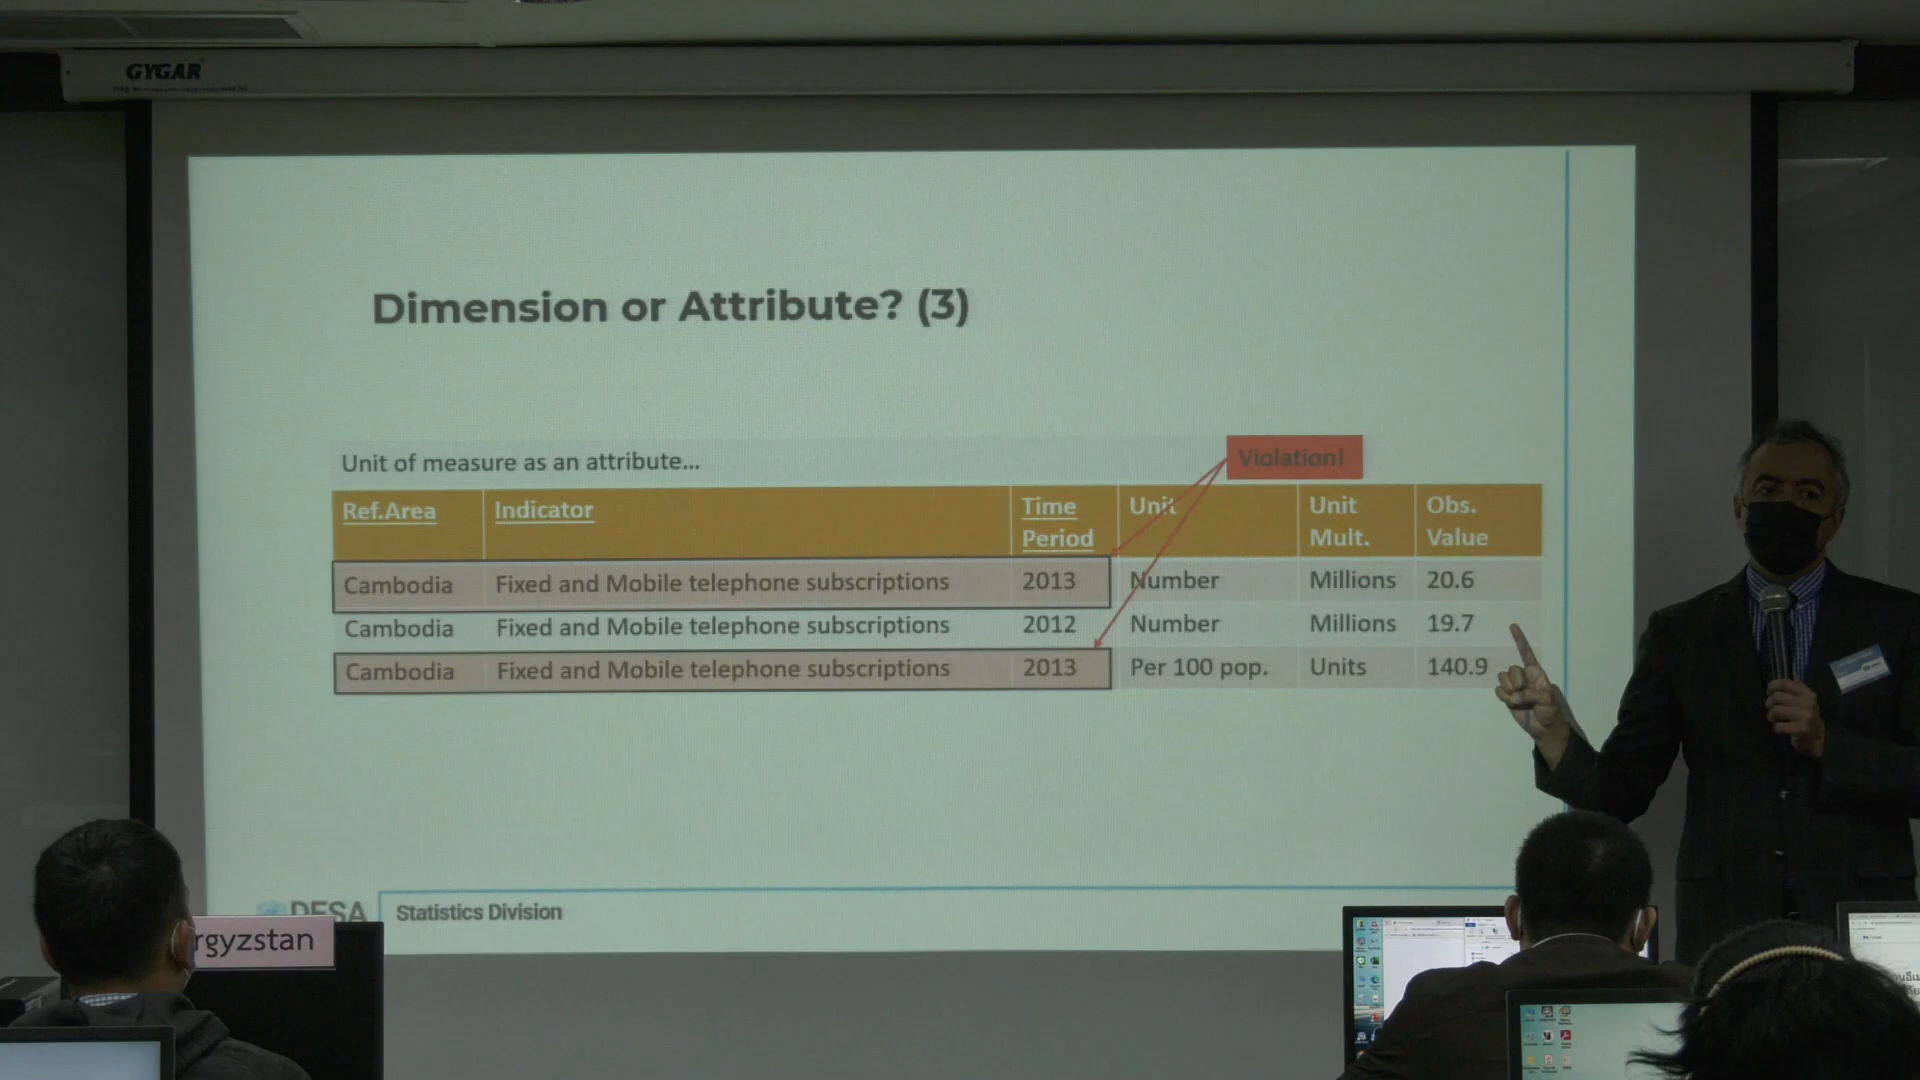 GYGAR
Dimension or Attribute? (3)
Unit of measure as an attribute...
Violation!
Ref.Area Indicator Time Period Unit Unit Mult. Obs. Value
Cambodia Fixed and Mobile telephone subscriptions 2013 Number Millions 20.6
Cambodia Fixed and Mobile telephone subscriptions 2012 Number Millions 19.7
Cambodia Fixed and Mobile telephone subscriptions 2013 Per 100 pop. Units 140.9
DESA Statistics Division
rgyzstan